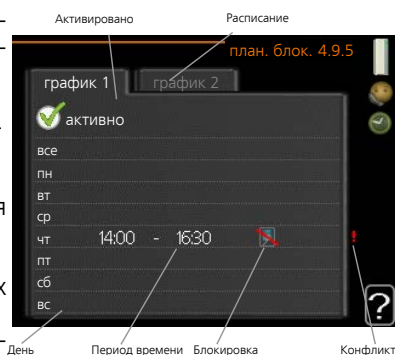 Активировано
Расписание
план. блок. 4.9.5
график 1
график 2
активно
все
пн
вт
ср
чт 14:00 - 16:30 !
пт
сб
вс
?
День
Период времени
Блокировка
Конфликт